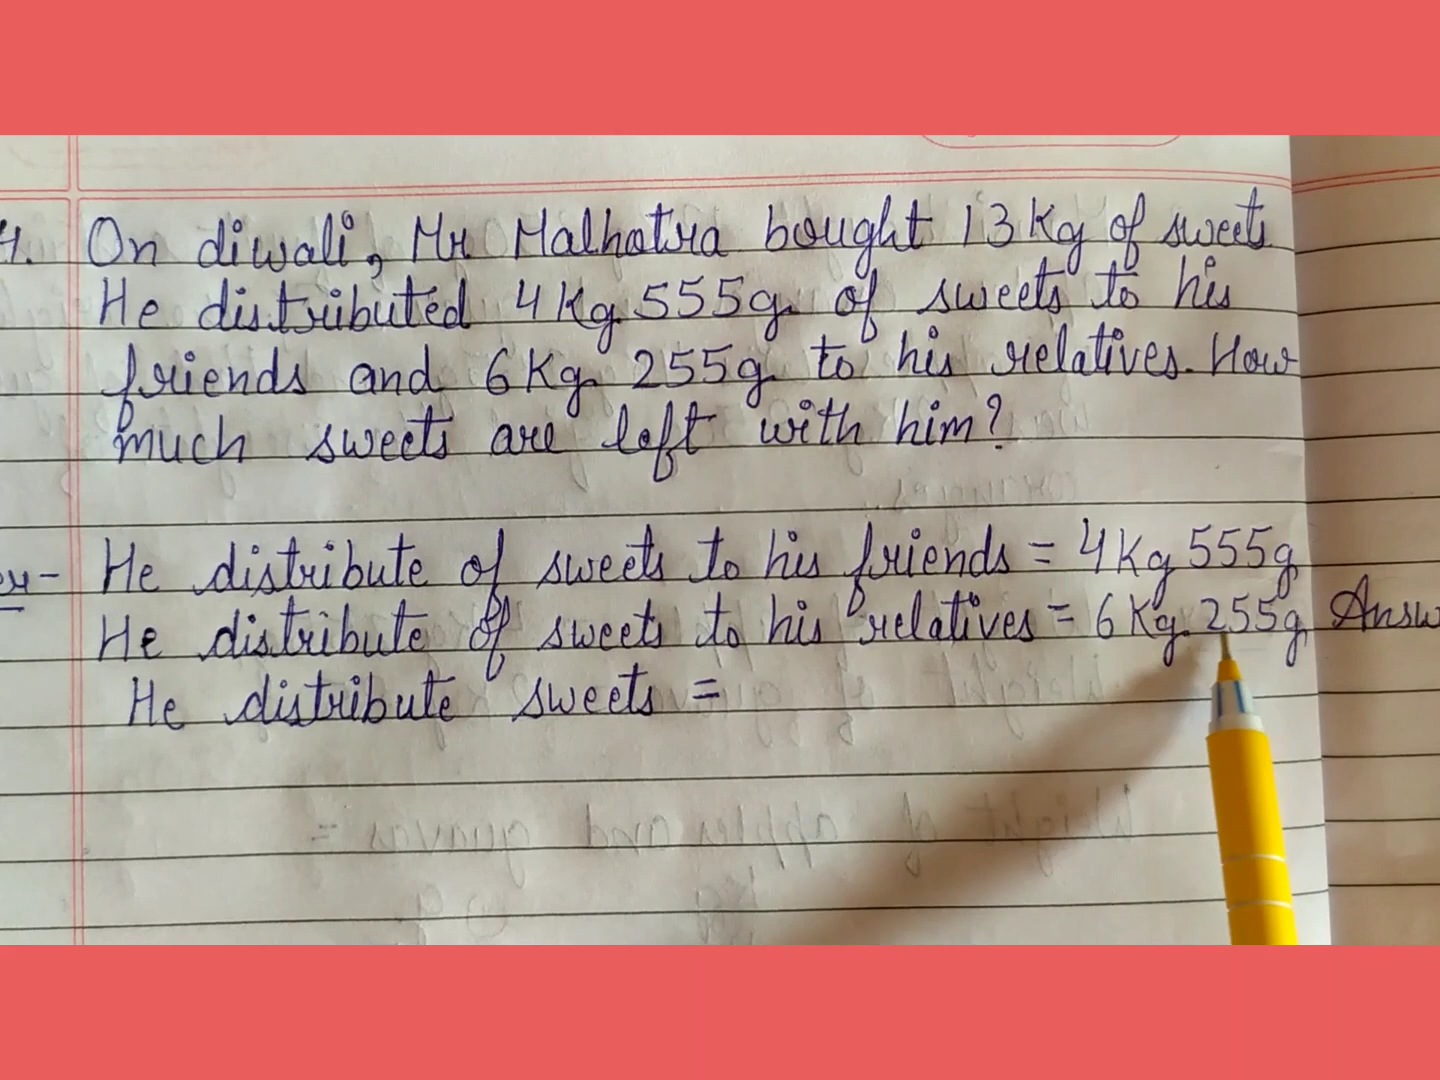 4. On diwali, Mr Malhotra bought 13 Kg of sweets
He distributed 4 Kg. 555g. of sweets to his
friends and 6 Kg. 255g. to his relatives. How
much sweets are left with him?
He distribute of sweets to his friends = 4 Kg 555g
He distribute of sweets to his relatives = 6 Kg. 255g.
He distribute sweets =